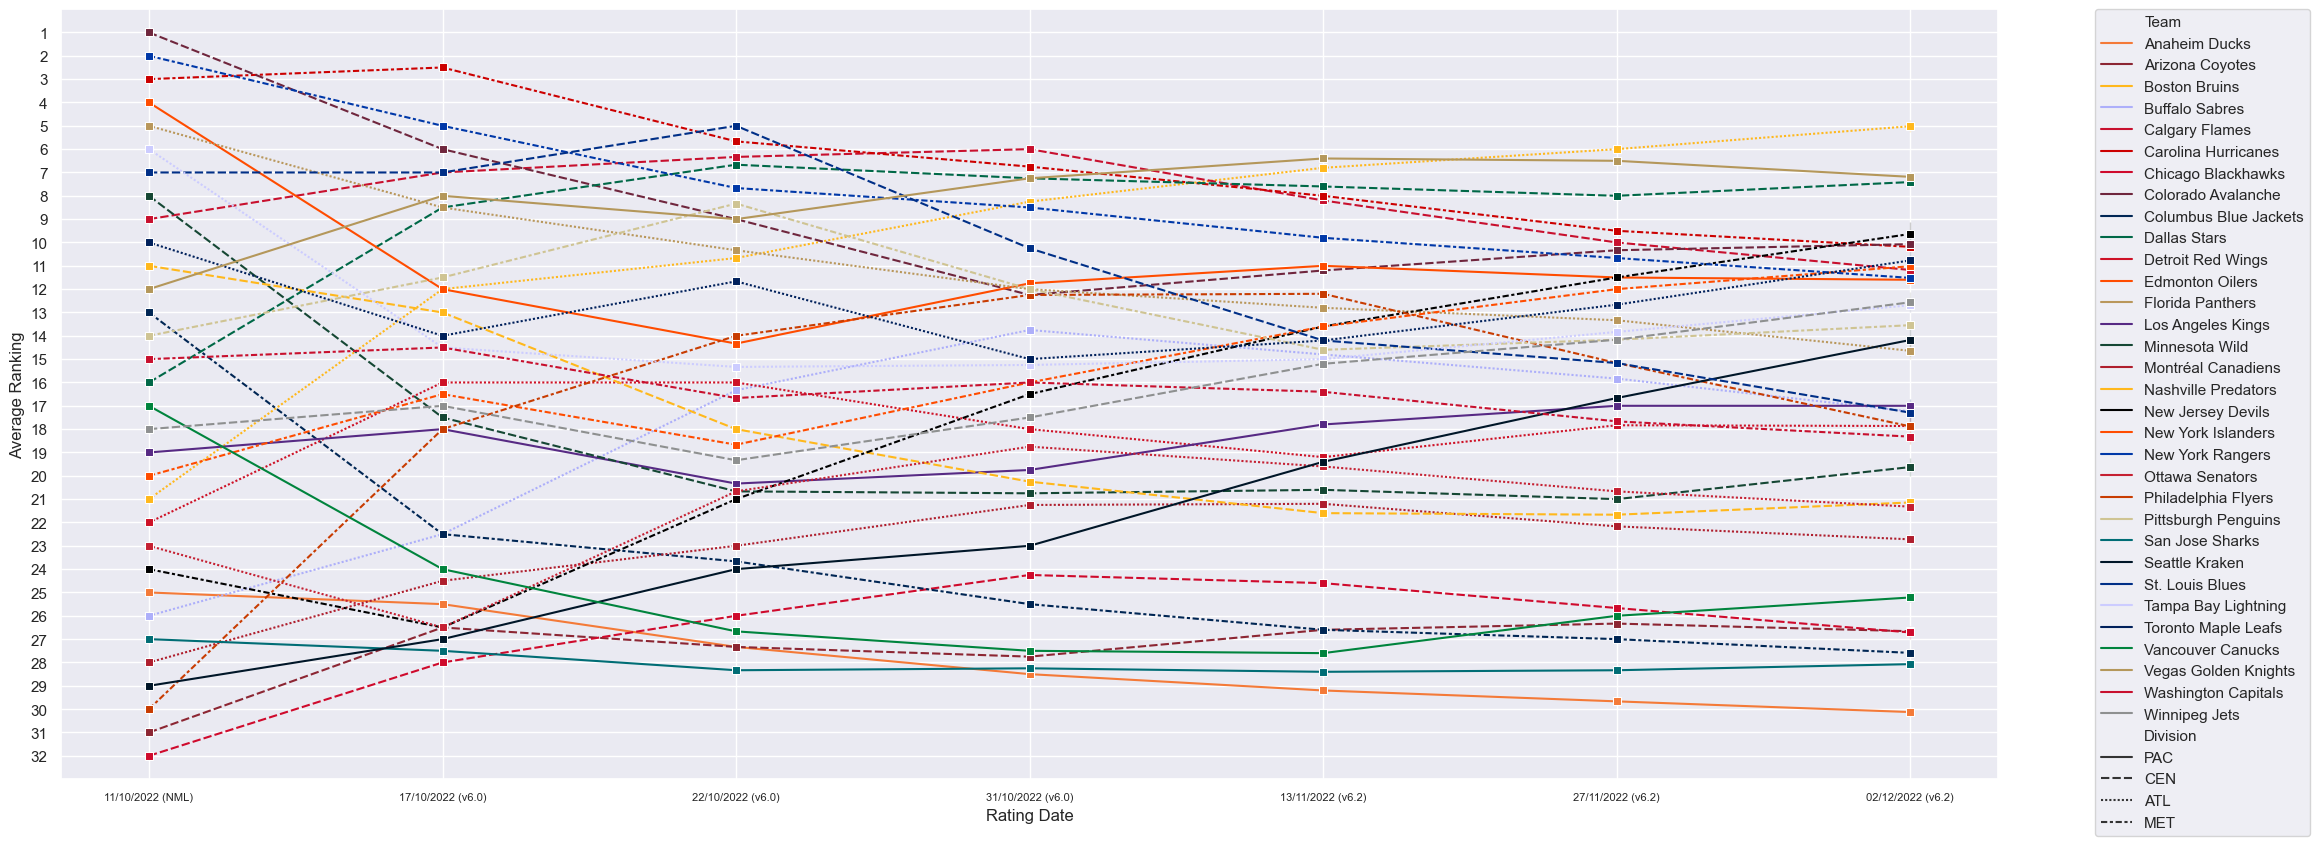 Average Ranking
1
2
3
4
5
6
7
8
9
10
11
12
13
14
15
16
17
18
19
20
21
22
23
24
25
26
27
28
29
30
31
32
11/10/2022 (NML)
17/10/2022 (v6.0)
22/10/2022 (v6.0)
31/10/2022 (v6.0)
13/11/2022 (v6.2)
27/11/2022 (v6.2)
02/12/2022 (v6.2)
Rating Date
Team
Anaheim Ducks
Arizona Coyotes
Boston Bruins
Buffalo Sabres
Calgary Flames
Carolina Hurricanes
Chicago Blackhawks
Colorado Avalanche
Columbus Blue Jackets
Dallas Stars
Detroit Red Wings
Edmonton Oilers
Florida Panthers
Los Angeles Kings
Minnesota Wild
Montréal Canadiens
Nashville Predators
New Jersey Devils
New York Islanders
New York Rangers
Ottawa Senators
Philadelphia Flyers
Pittsburgh Penguins
San Jose Sharks
Seattle Kraken
St. Louis Blues
Tampa Bay Lightning
Toronto Maple Leafs
Vancouver Canucks
Vegas Golden Knights
Washington Capitals
Winnipeg Jets
Division
PAC
CEN
ATL
MET